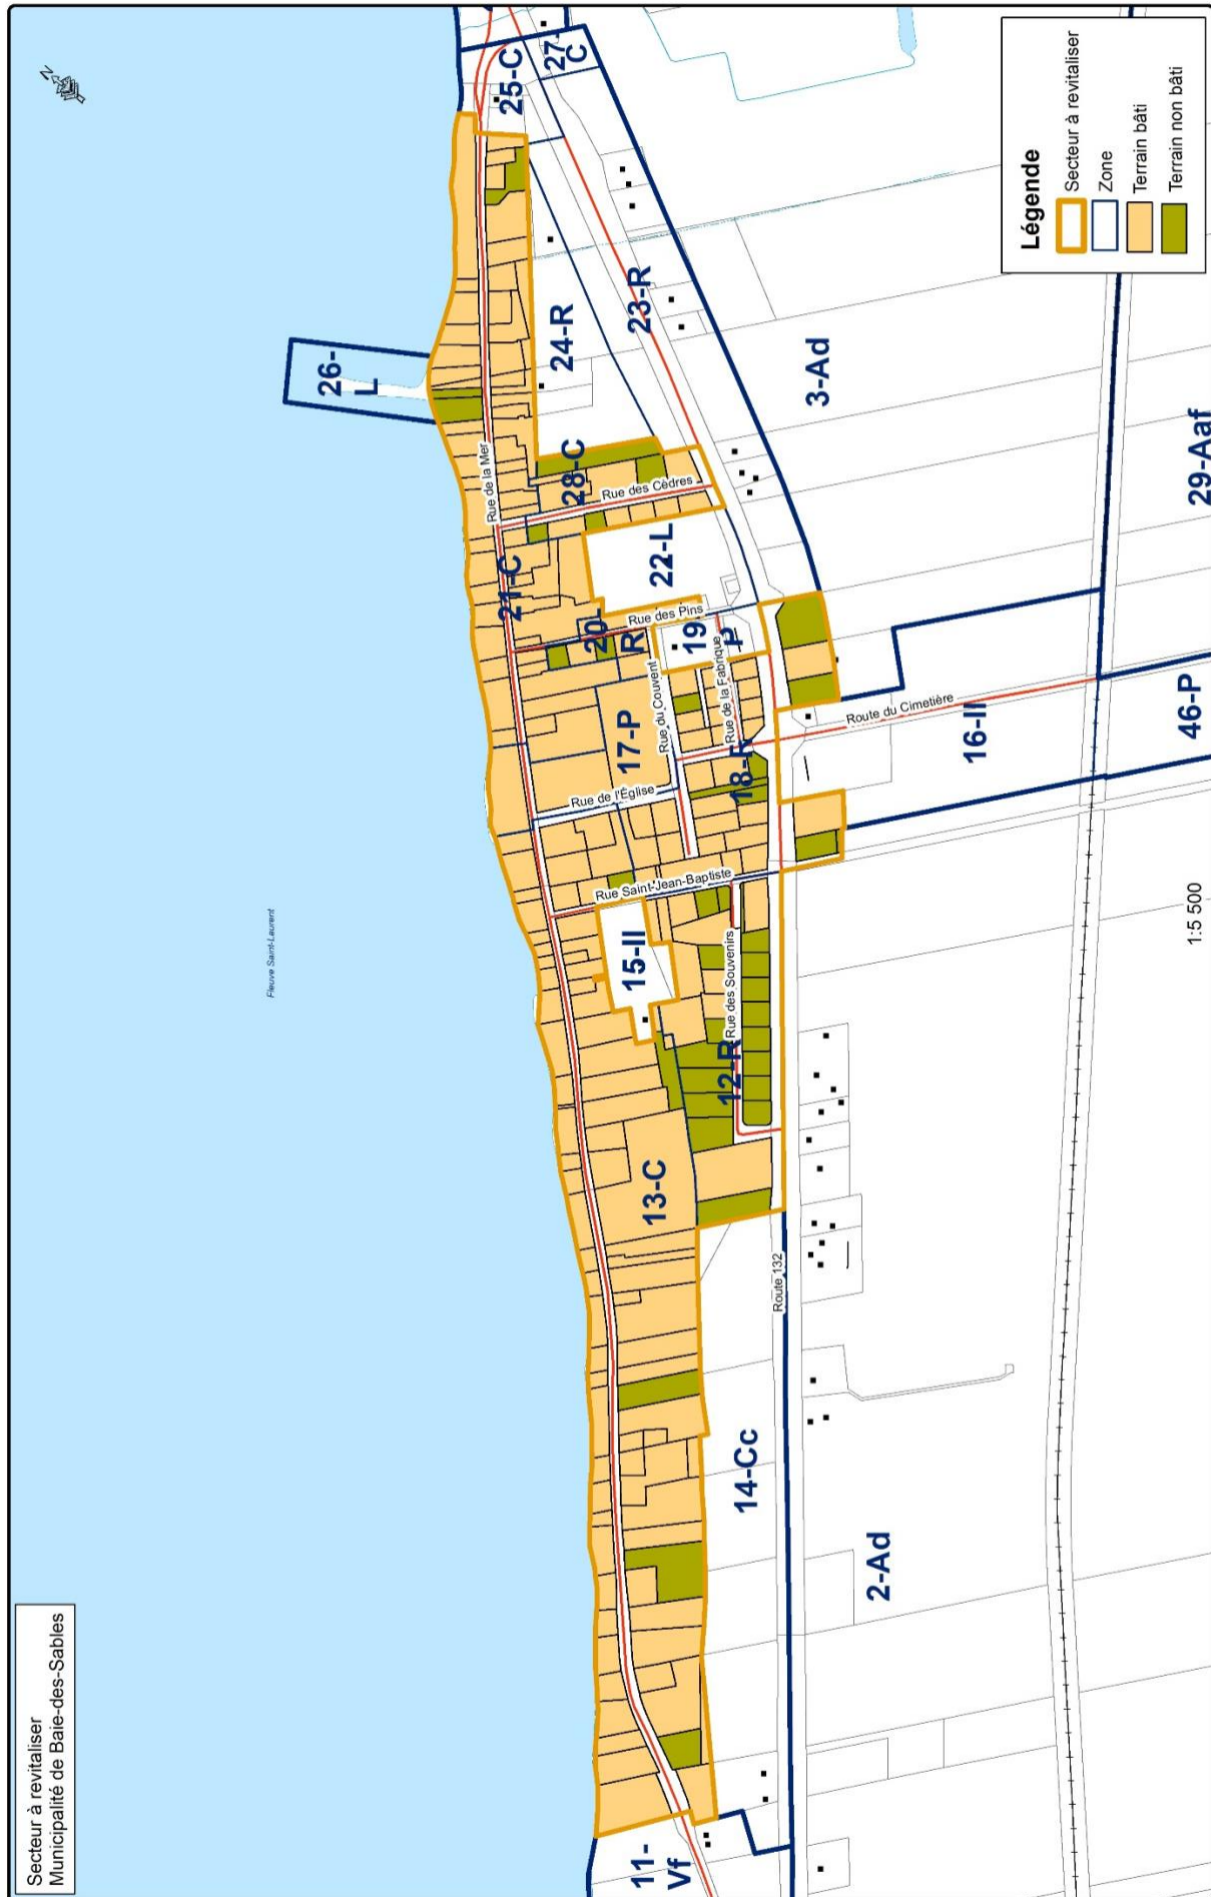 Secteur à revitaliser
Municipalité de Baie-des-Sables
N
Fleuve Saint-Laurent
11-
Vf
13-C
14-Cc
2-Ad
15-II
12-R
17-P
18-R
20-
R
19
P
21-C
22-L
28-C
26-
L
24-R
23-R
25-C
27-
C
3-Ad
16-II
46-P
29-Aaf
Rue de la Mer
Rue des Cèdres
Rue des Pins
Rue du Couvent
Rue de la Fabrique
Rue de l'Église
Rue Saint-Jean-Baptiste
Rue des Souvenirs
Route du Cimetière
Route 132
1:5 500
Légende
Secteur à revitaliser
Zone
Terrain bâti
Terrain non bâti